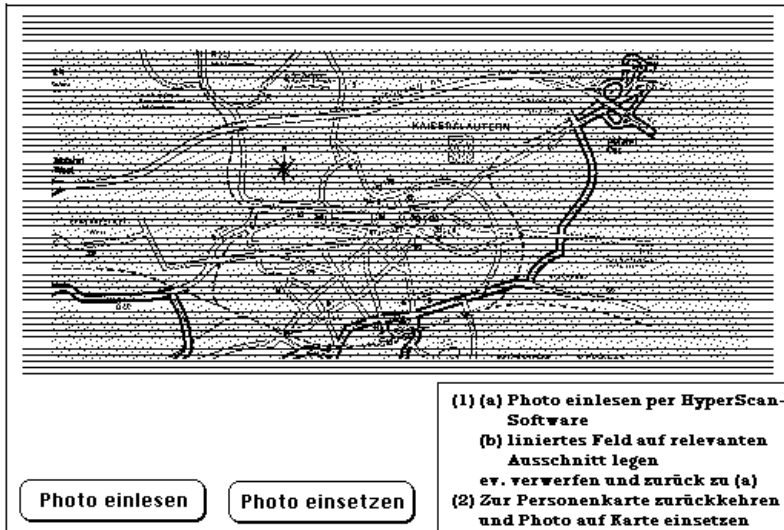 KAISERALAUTERN
(1) (a) Photo einlesen per HyperScan-
Software
(b) liniertes Feld auf relevanten
Ausschnitt legen
ev. verwerfen und zurück zu (a)
(2) Zur Personenkarte zurückkehren
und Photo auf Karte einsetzen
Photo einlesen
Photo einsetzen